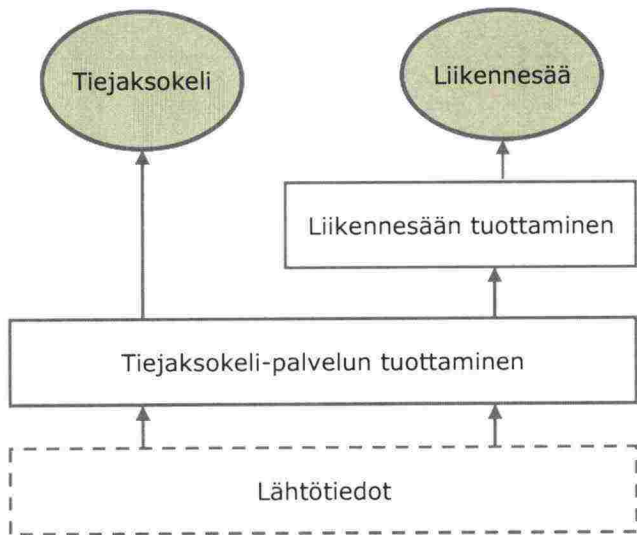 Tiejaksokeli
Liikennesää
Liikennesään tuottaminen
Tiejaksokeli-palvelun tuottaminen
Lähtötiedot